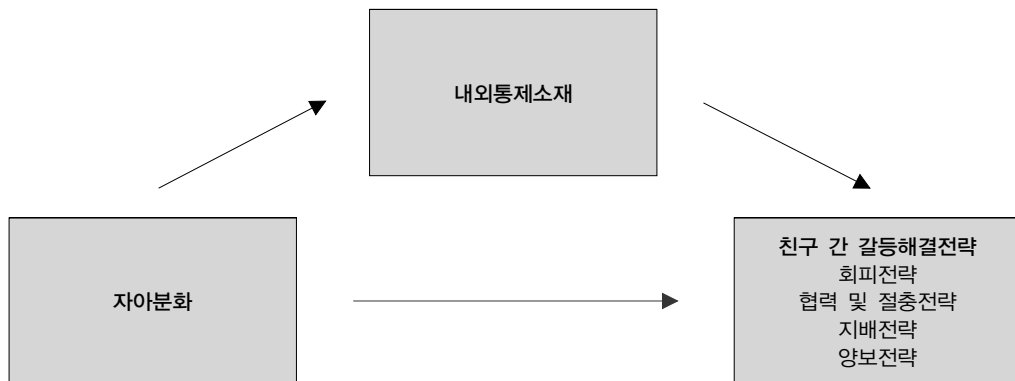 내외통제소재
자아분화
친구 간 갈등해결전략
회피전략
협력 및 절충전략
지배전략
양보전략